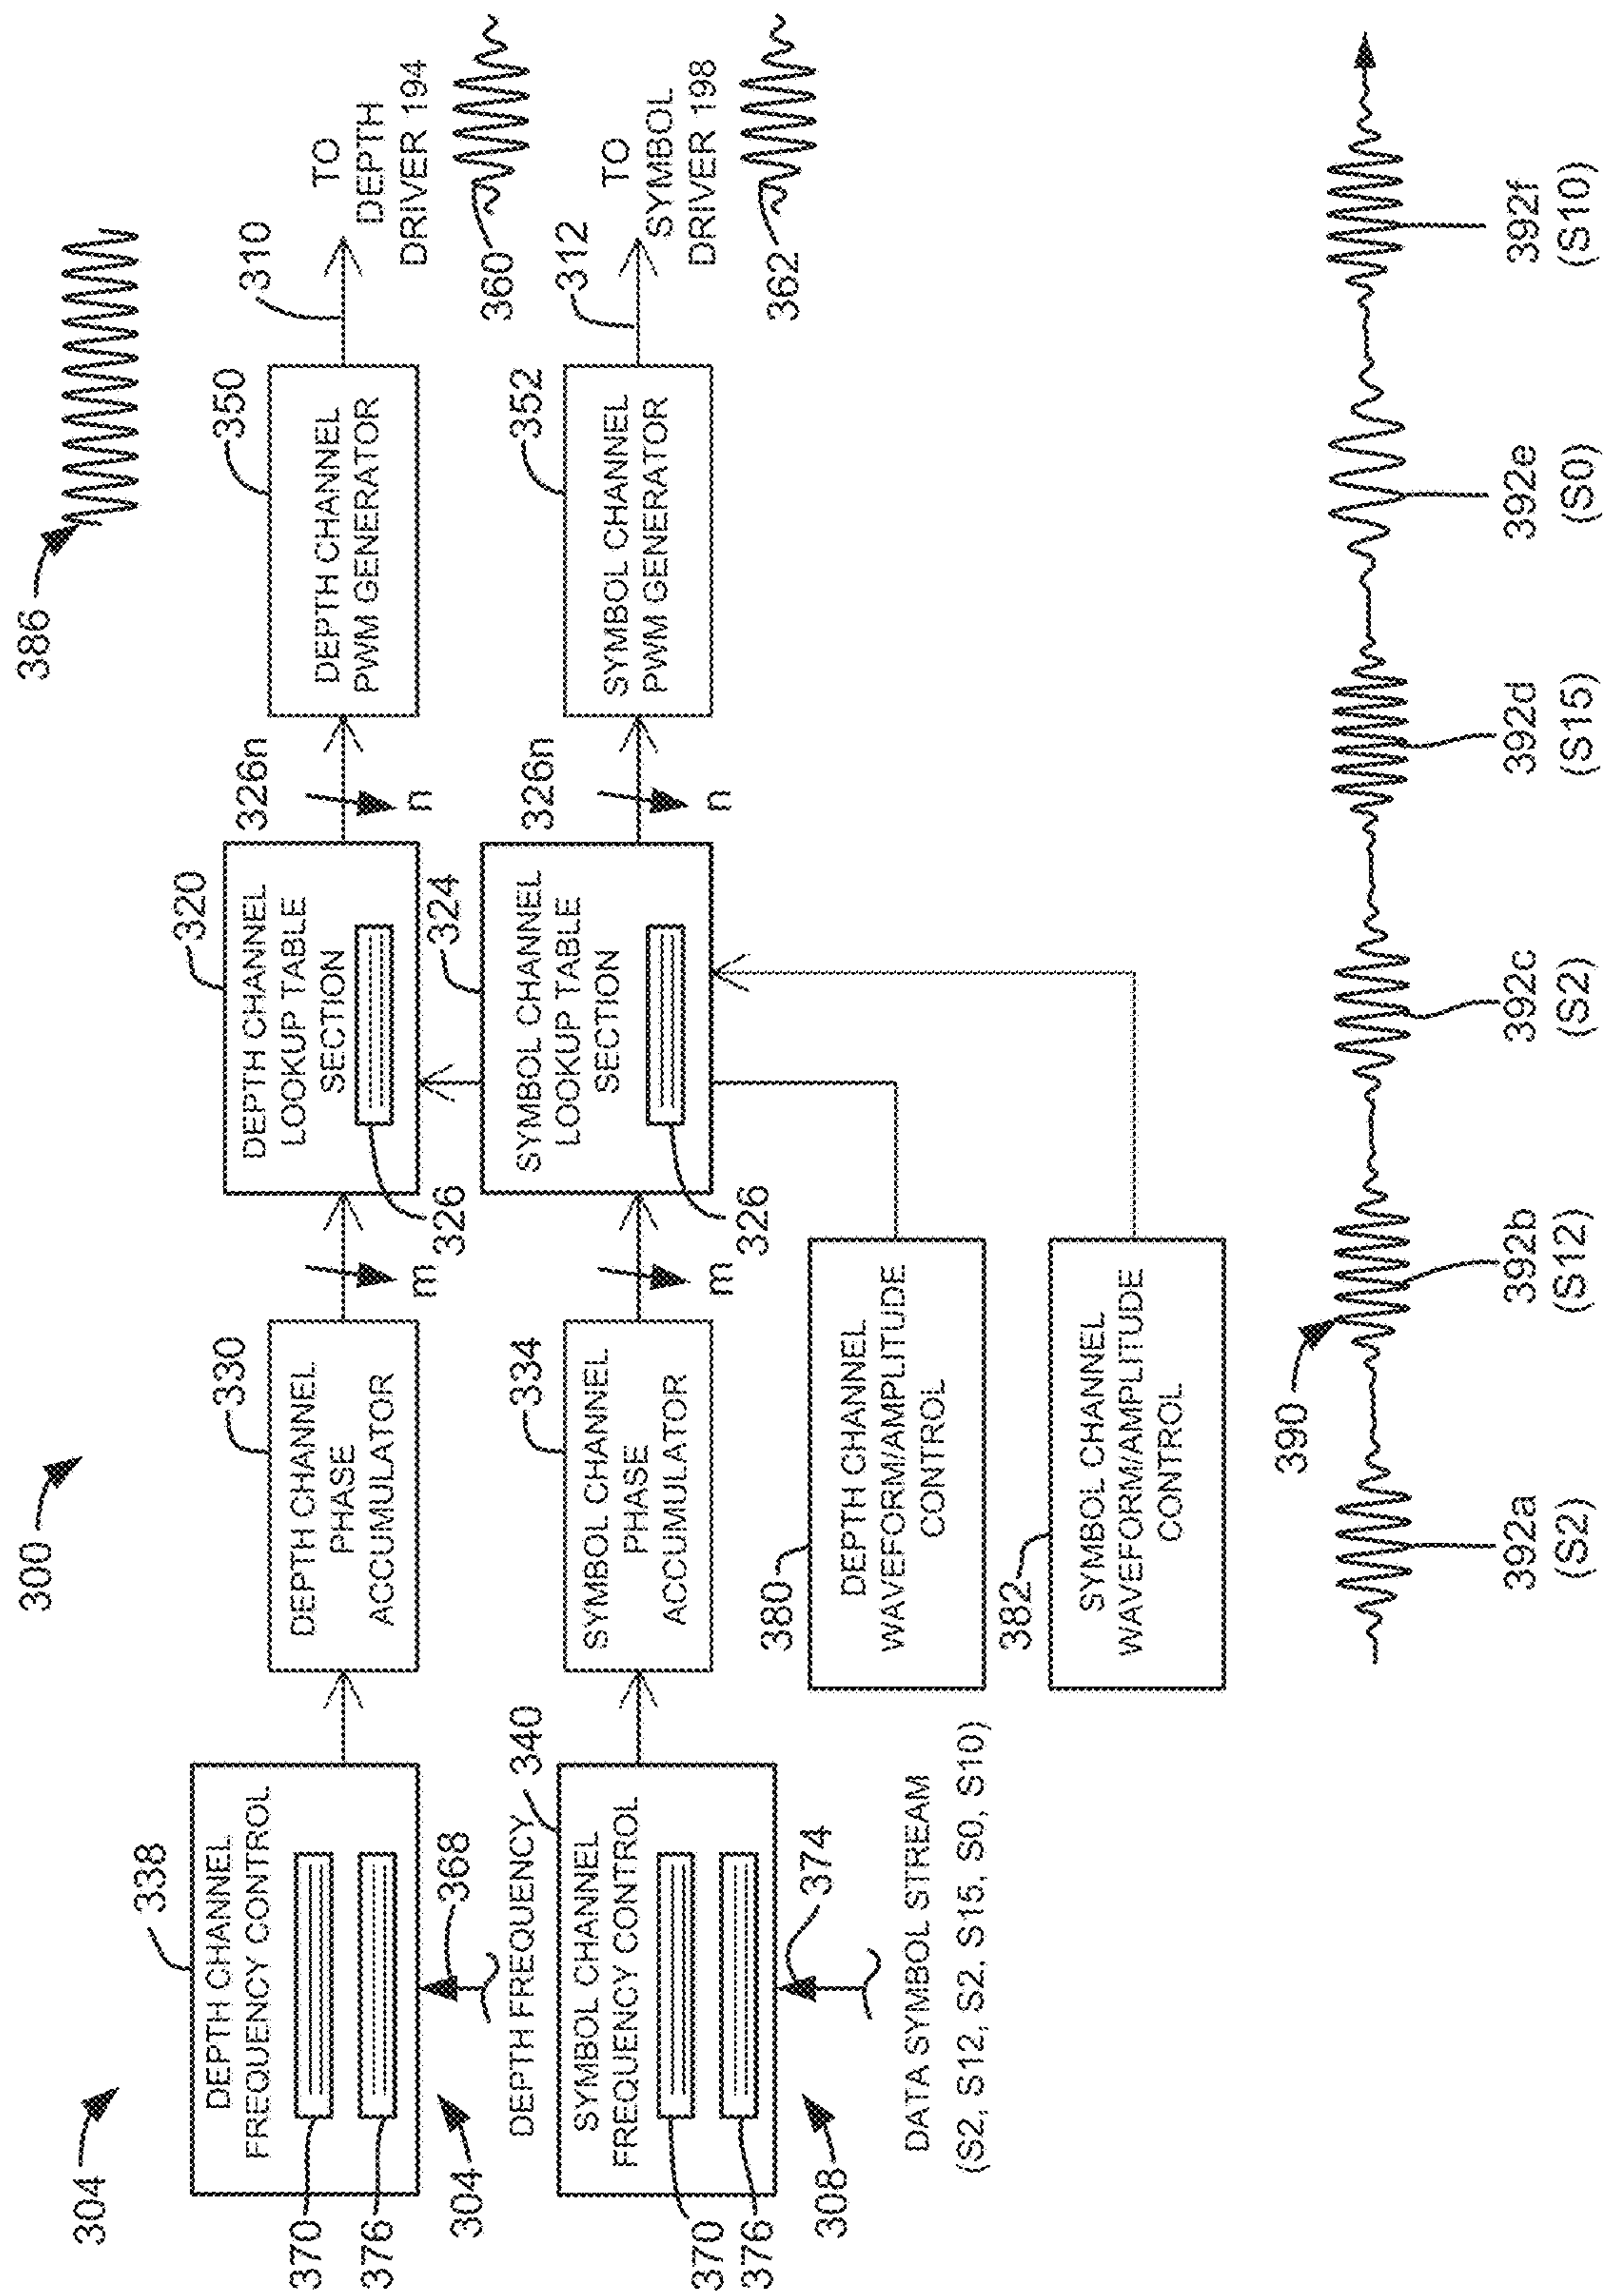 300
386
304
338
DEPTH CHANNEL
FREQUENCY CONTROL
370
376
304
368
DEPTH FREQUENCY
330
DEPTH CHANNEL
PHASE
ACCUMULATOR
m
320
DEPTH CHANNEL
LOOKUP TABLE
SECTION
326
326n
n
350
DEPTH CHANNEL
PWM GENERATOR
310
TO
DEPTH
DRIVER 194
360
340
SYMBOL CHANNEL
FREQUENCY CONTROL
370
376
308
374
DATA SYMBOL STREAM
(S2, S12, S2, S15, S0, S10)
334
SYMBOL CHANNEL
PHASE
ACCUMULATOR
m
324
SYMBOL CHANNEL
LOOKUP TABLE
SECTION
326
326n
n
352
SYMBOL CHANNEL
PWM GENERATOR
312
TO
SYMBOL
DRIVER 198
362
380
DEPTH CHANNEL
WAVEFORM/AMPLITUDE
CONTROL
382
SYMBOL CHANNEL
WAVEFORM/AMPLITUDE
CONTROL
390
392a
(S2)
392b
(S12)
392c
(S2)
392d
(S15)
392e
(S0)
392f
(S10)